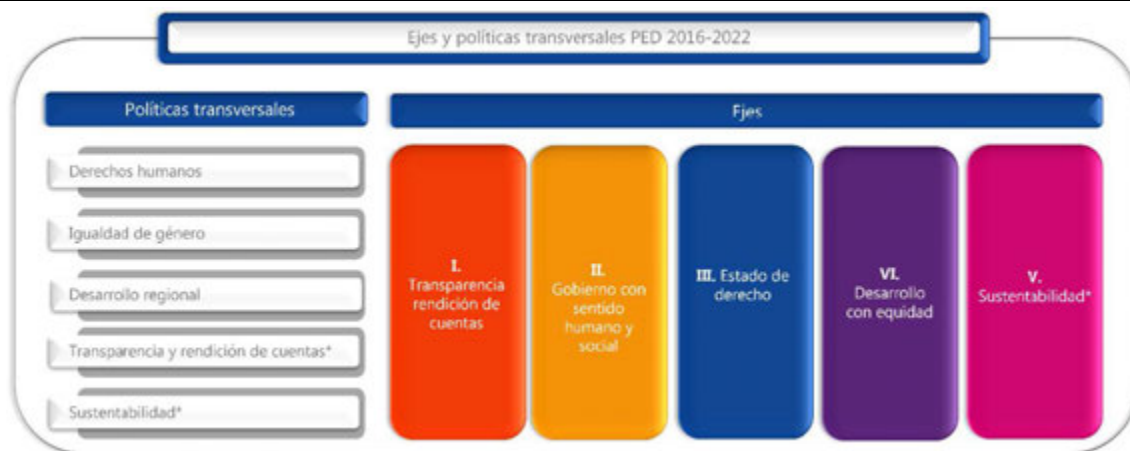 Ejes y políticas transversales PED 2016-2022
Políticas transversales
Derechos humanos
Igualdad de género
Desarrollo regional
Transparencia y rendición de cuentas*
Sustentabilidad*
Ejes
I.
Transparencia
rendición de
cuentas
II.
Gobierno con
sentido
humano y
social
III. Estado de
derecho
VI.
Desarrollo
con equidad
V.
Sustentabilidad*